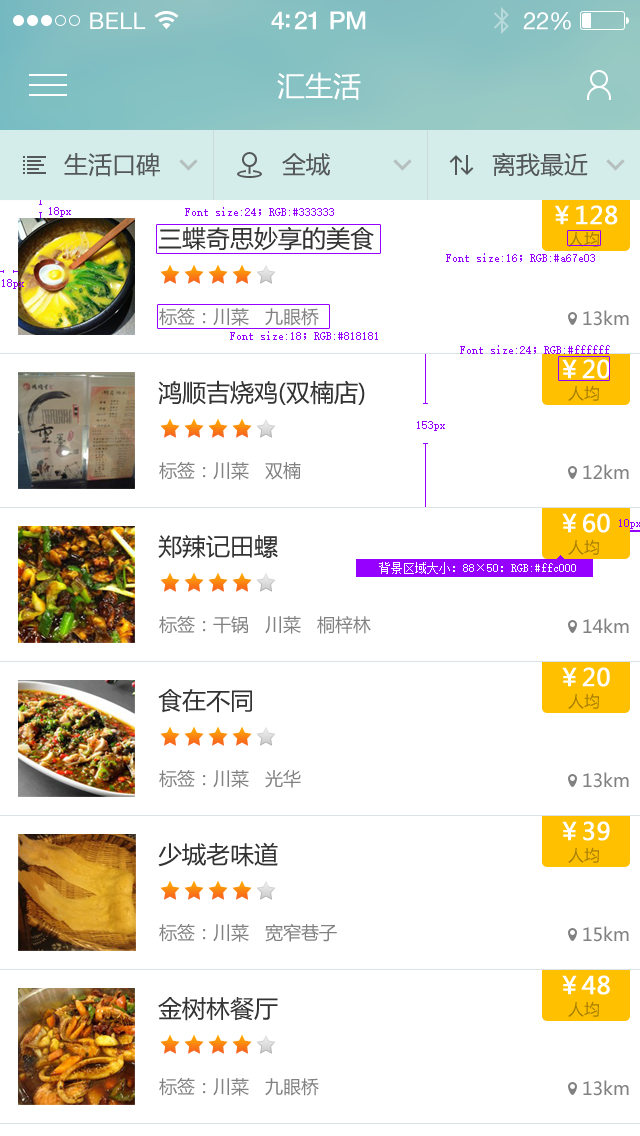 BELL 4:21 PM 22%
汇生活
生活口碑 全城 离我最近
18px Font size:24; RGB:#333333 ¥128
三蝶奇思妙享的美食 人均
Font size:16; RGB:#a67e03
18px
标签：川菜 九眼桥 13km
Font size:18; RGB:#818181
Font size:24; RGB:#ffffff
¥20
鸿顺吉烧鸡(双楠店) 人均
153px
标签：川菜 双楠 12km
¥60 10px
郑辣记田螺 人均
背景区域大小: 88×50: RGB:#ffc000
标签：干锅 川菜 桐梓林 14km
¥20
食在不同 人均
标签：川菜 光华 13km
¥39
少城老味道 人均
标签：川菜 宽窄巷子 15km
¥48
金树林餐厅 人均
标签：川菜 九眼桥 13km